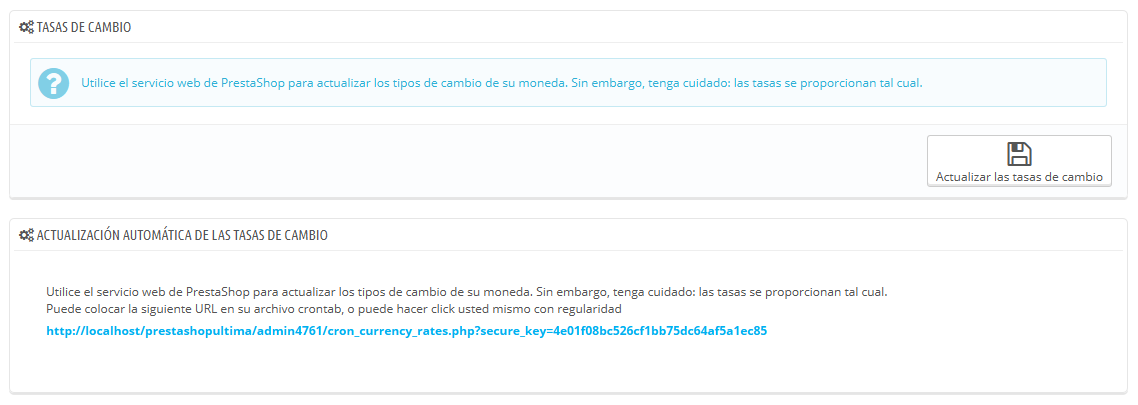 TASAS DE CAMBIO
Utilice el servicio web de PrestaShop para actualizar los tipos de cambio de su moneda. Sin embargo, tenga cuidado: las tasas se proporcionan tal cual.
Actualizar las tasas de cambio
ACTUALIZACIÓN AUTOMÁTICA DE LAS TASAS DE CAMBIO
Utilice el servicio web de PrestaShop para actualizar los tipos de cambio de su moneda. Sin embargo, tenga cuidado: las tasas se proporcionan tal cual.
Puede colocar la siguiente URL en su archivo crontab, o puede hacer click usted mismo con regularidad
http://localhost/prestashopultima/admin4761/cron_currency_rates.php?secure_key=4e01f08bc526cf1bb75dc64af5a1ec85